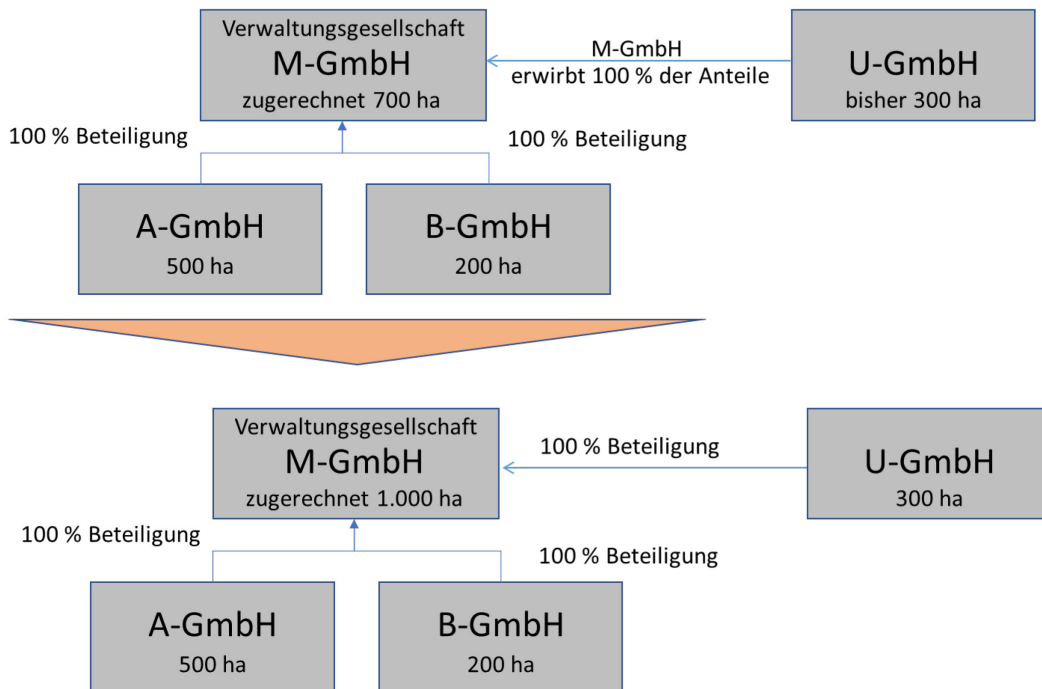 Verwaltungsgesellschaft
M-GmbH
zugerechnet 700 ha
M-GmbH
erwirbt 100 % der Anteile
U-GmbH
bisher 300 ha
100 % Beteiligung
100 % Beteiligung
A-GmbH
500 ha
B-GmbH
200 ha
Verwaltungsgesellschaft
M-GmbH
zugerechnet 1.000 ha
100 % Beteiligung
U-GmbH
300 ha
100 % Beteiligung
100 % Beteiligung
A-GmbH
500 ha
B-GmbH
200 ha